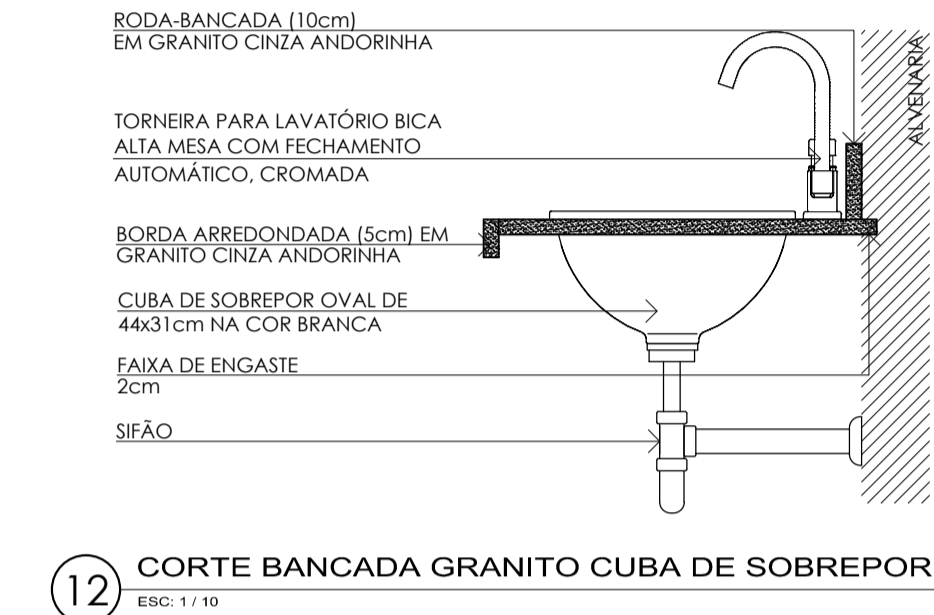 RODA-BANCADA (10cm)
EM GRANITO CINZA ANDORINHA
ALVENARIA
TORNEIRA PARA LAVATÓRIO BICA
ALTA MESA COM FECHAMENTO
AUTOMÁTICO, CROMADA
BORDA ARREDONDADA (5cm) EM
GRANITO CINZA ANDORINHA
CUBA DE SOBREPOR OVAL DE
44x31cm NA COR BRANCA
FAIXA DE ENGASTE
2cm
SIFÃO
12
CORTE BANCADA GRANITO CUBA DE SOBREPOR
ESC: 1 / 10